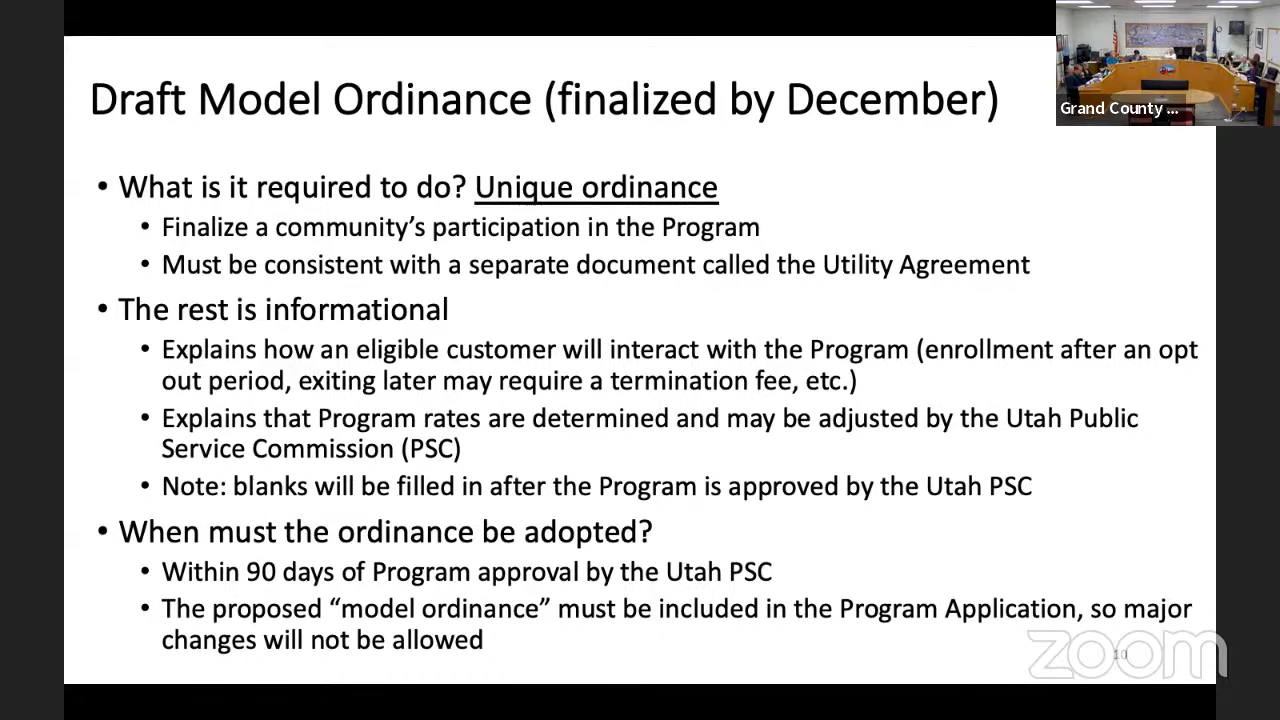 Draft Model Ordinance (finalized by December)
Grand County ...
• What is it required to do? Unique ordinance
• Finalize a community’s participation in the Program
• Must be consistent with a separate document called the Utility Agreement
• The rest is informational
• Explains how an eligible customer will interact with the Program (enrollment after an opt
out period, exiting later may require a termination fee, etc.)
• Explains that Program rates are determined and may be adjusted by the Utah Public
Service Commission (PSC)
• Note: blanks will be filled in after the Program is approved by the Utah PSC
• When must the ordinance be adopted?
• Within 90 days of Program approval by the Utah PSC
• The proposed “model ordinance” must be included in the Program Application, so major
changes will not be allowed
10
zoom